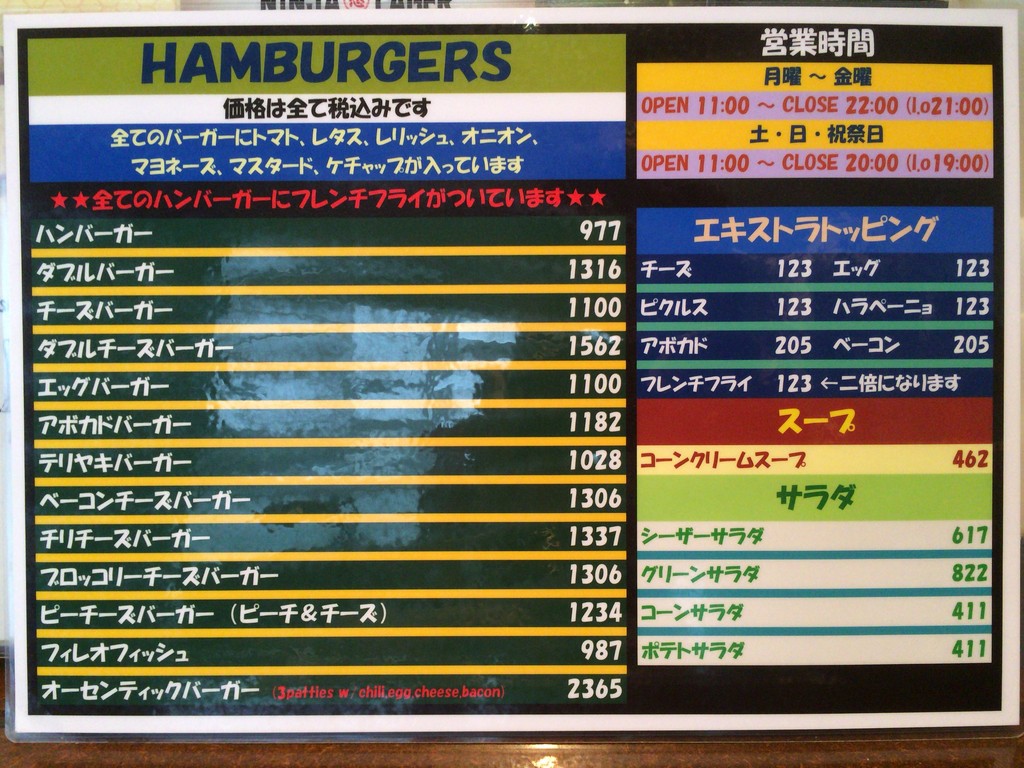 HAMBURGERS
価格は全て税込みです
全てのバーガーにトマト、レタス、レリッシュ、オニオン、
マヨネーズ、マスタード、ケチャップが入っています
★★全てのハンバーガーにフレンチフライがついています★★
ハンバーガー 977
ダブルバーガー 1316
チーズバーガー 1100
ダブルチーズバーガー 1562
エッグバーガー 1100
アボカドバーガー 1182
テリヤキバーガー 1028
ベーコンチーズバーガー 1306
チリチーズバーガー 1337
ブロッコリーチーズバーガー 1306
ピーチーズバーガー (ピーチ&チーズ) 1234
フィレオフィッシュ 987
オーセンティックバーガー (3patties w/chili,egg,cheese,bacon) 2365
営業時間
月曜 ～ 金曜
OPEN 11:00 ～ CLOSE 22:00 (l.o21:00)
土・日・祝祭日
OPEN 11:00 ～ CLOSE 20:00 (l.o19:00)
エキストラトッピング
チーズ 123 エッグ 123
ピクルス 123 ハラペーニョ 123
アボカド 205 ベーコン 205
フレンチフライ 123 ←二倍になります
スープ
コーンクリームスープ 462
サラダ
シーザーサラダ 617
グリーンサラダ 822
コーンサラダ 411
ポテトサラダ 411